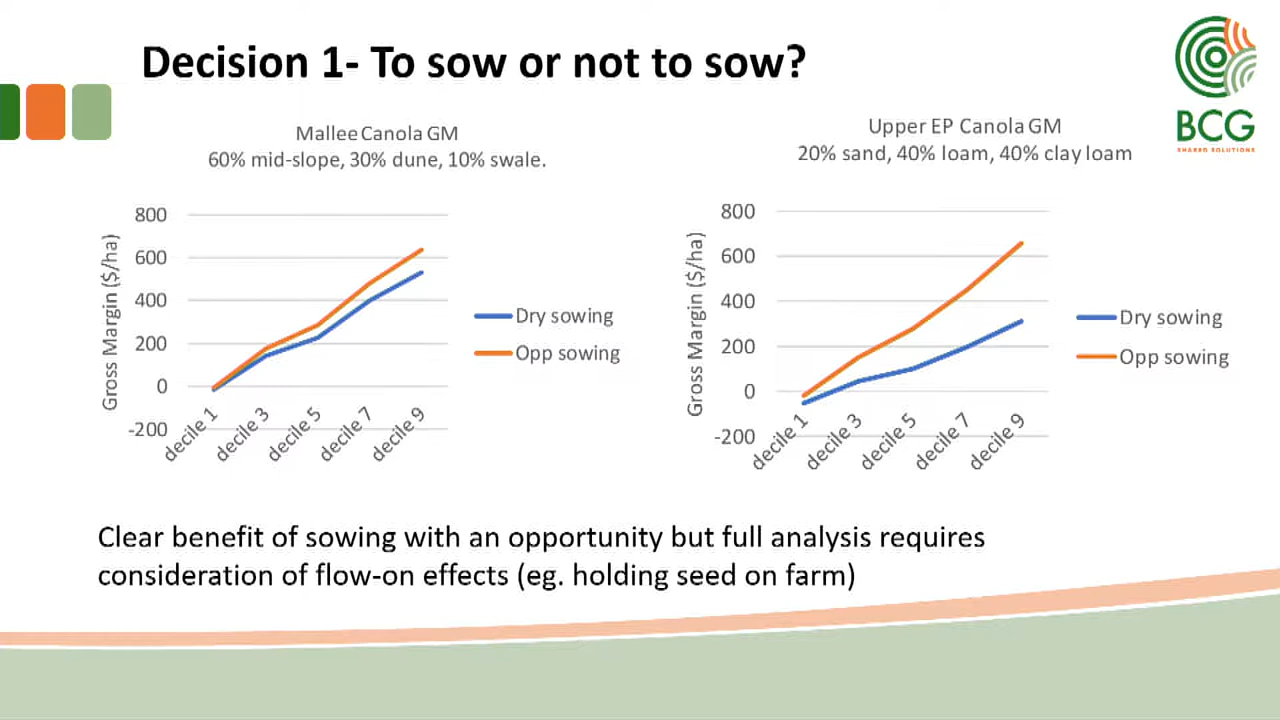 Decision 1- To sow or not to sow?
BCG
SHARED SOLUTIONS
Mallee Canola GM
60% mid-slope, 30% dune, 10% swale.
800
600
400
200
0
-200
Gross Margin ($/ha)
decile 1
decile 3
decile 5
decile 7
decile 9
Dry sowing
Opp sowing
Upper EP Canola GM
20% sand, 40% loam, 40% clay loam
800
600
400
200
0
-200
Gross Margin ($/ha)
decile 1
decile 3
decile 5
decile 7
decile 9
Dry sowing
Opp sowing
Clear benefit of sowing with an opportunity but full analysis requires
consideration of flow-on effects (eg. holding seed on farm)